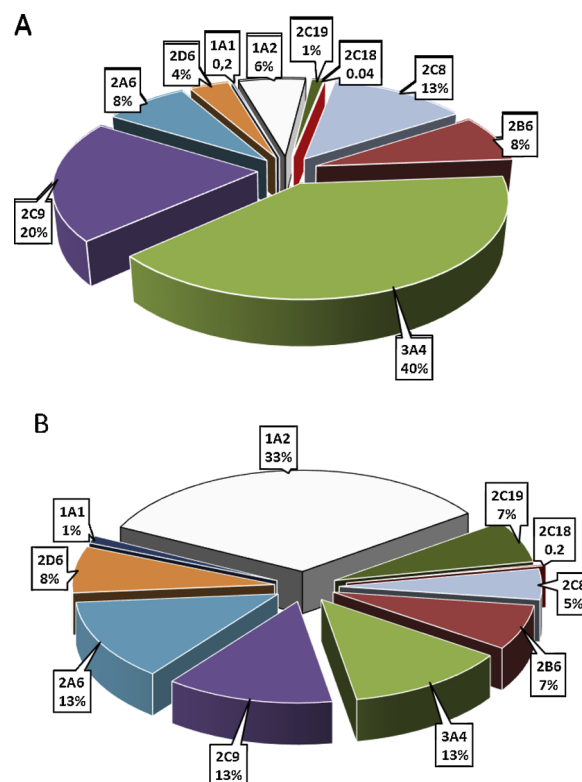 A
2C19
1%
2C18
0.04
1A1
0,2
1A2
6%
2D6
4%
2A6
8%
2C8
13%
2B6
8%
2C9
20%
3A4
40%
B
1A2
33%
2C19
7%
1A1
1%
2C18
0.2
2D6
8%
2C8
5%
2B6
7%
2A6
13%
3A4
13%
2C9
13%